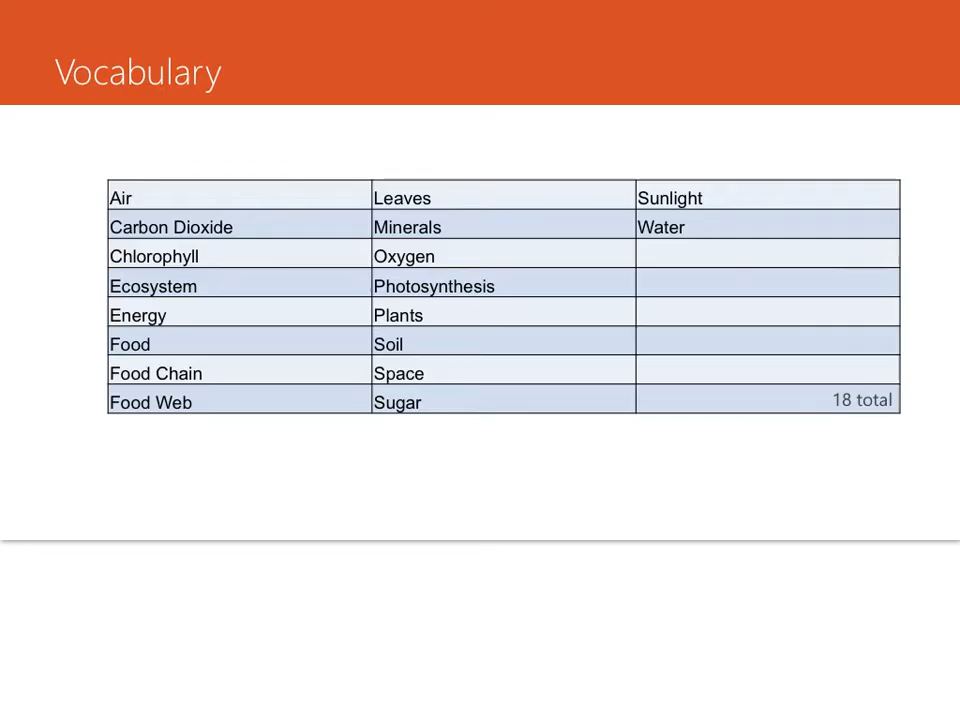 Vocabulary
Air Leaves Sunlight
Carbon Dioxide Minerals Water
Chlorophyll Oxygen
Ecosystem Photosynthesis
Energy Plants
Food Soil
Food Chain Space
Food Web Sugar 18 total